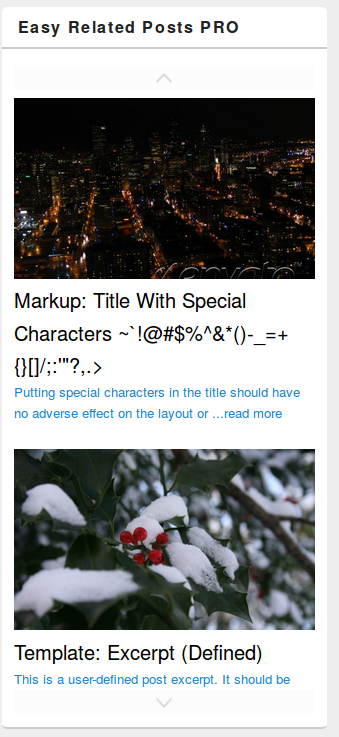 Easy Related Posts PRO
envato
Markup: Title With Special
Characters ~`!@#$%^&*()-_=+
{}[]/;:'"?,.>
Putting special characters in the title should have
no adverse effect on the layout or ...read more
Template: Excerpt (Defined)
This is a user-defined post excerpt. It should be